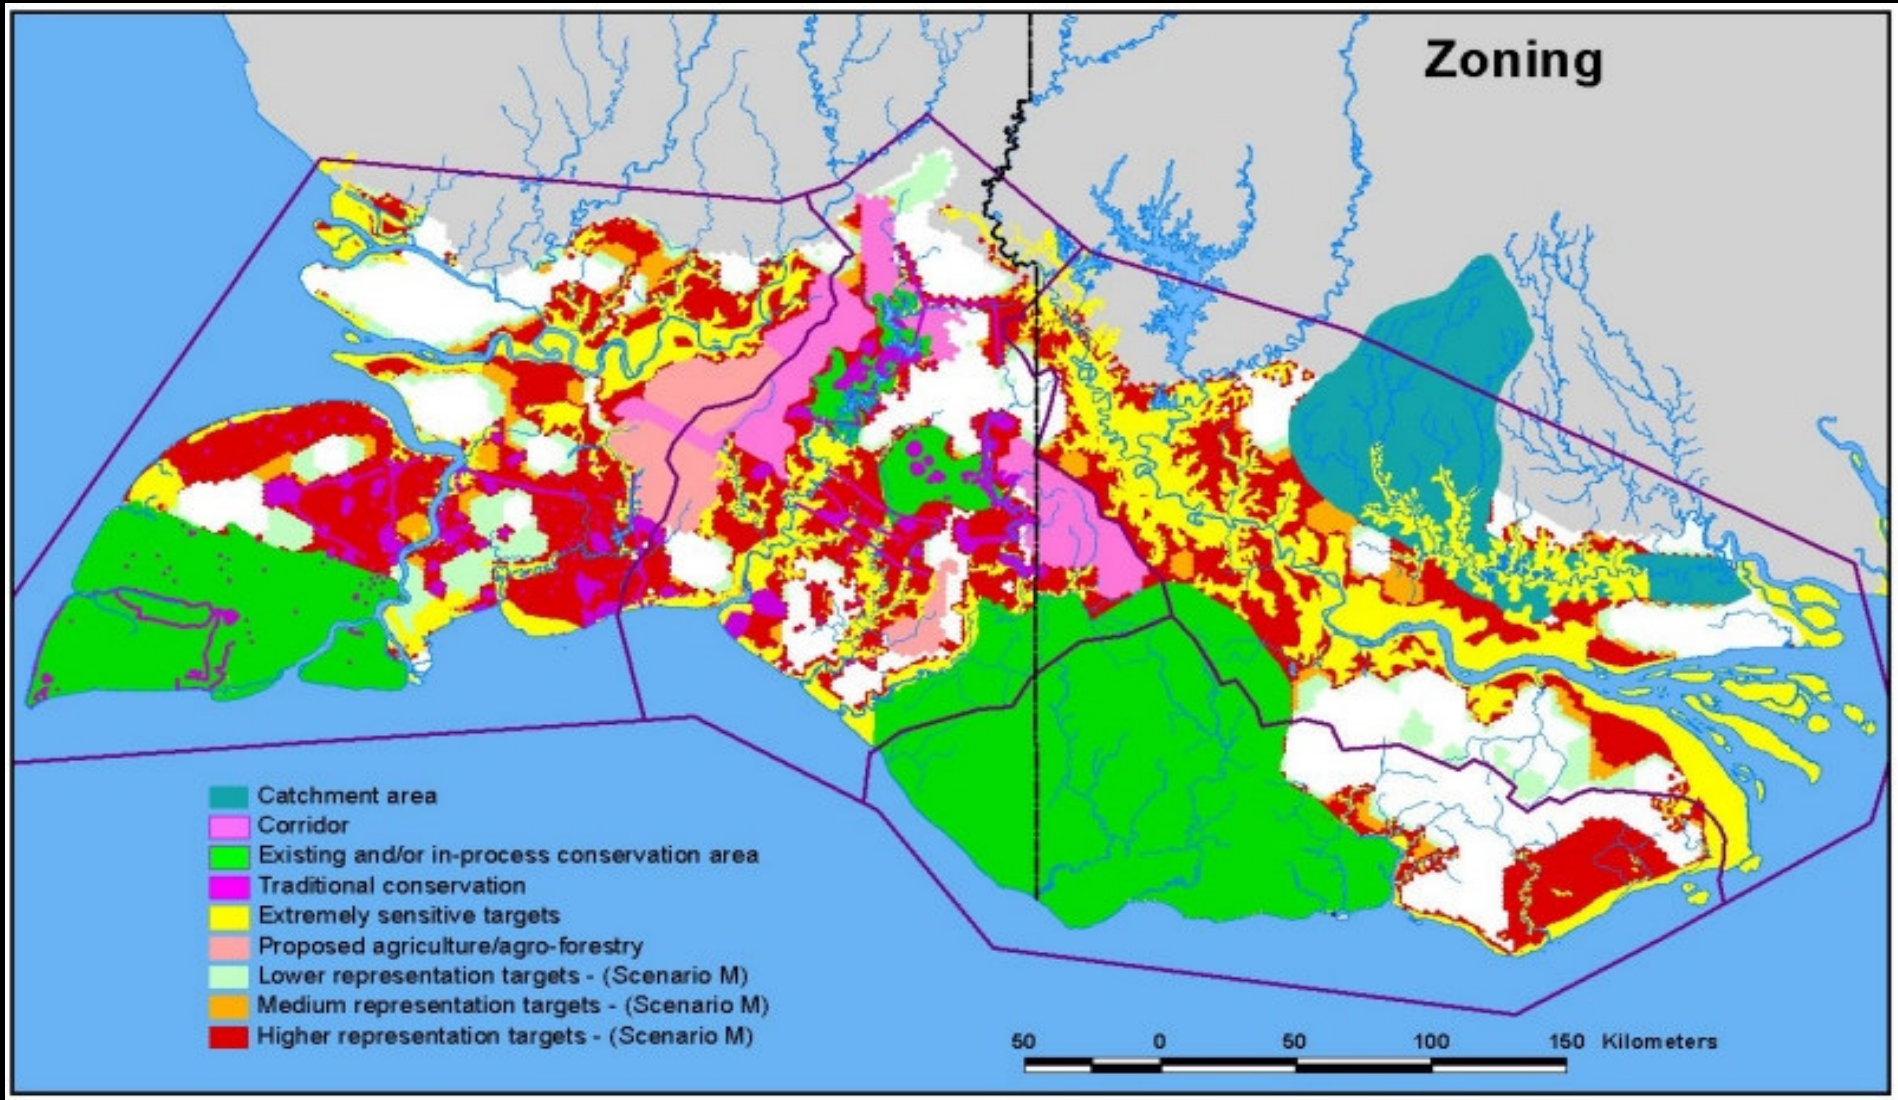 Zoning
Catchment area
Corridor
Existing and/or in-process conservation area
Traditional conservation
Extremely sensitive targets
Proposed agriculture/agro-forestry
Lower representation targets - (Scenario M)
Medium representation targets - (Scenario M)
Higher representation targets - (Scenario M)
50 0 50 100 150 Kilometers